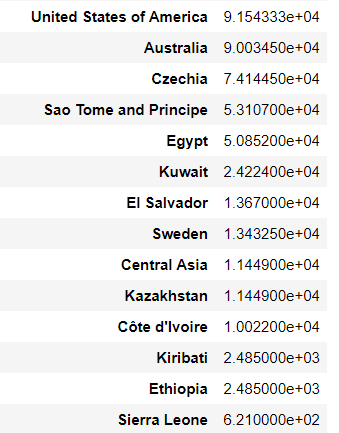 United States of America 9.154333e+04
Australia 9.003450e+04
Czechia 7.414450e+04
Sao Tome and Principe 5.310700e+04
Egypt 5.085200e+04
Kuwait 2.422400e+04
El Salvador 1.367000e+04
Sweden 1.343250e+04
Central Asia 1.144900e+04
Kazakhstan 1.144900e+04
Côte d'Ivoire 1.002200e+04
Kiribati 2.485000e+03
Ethiopia 2.485000e+03
Sierra Leone 6.210000e+02